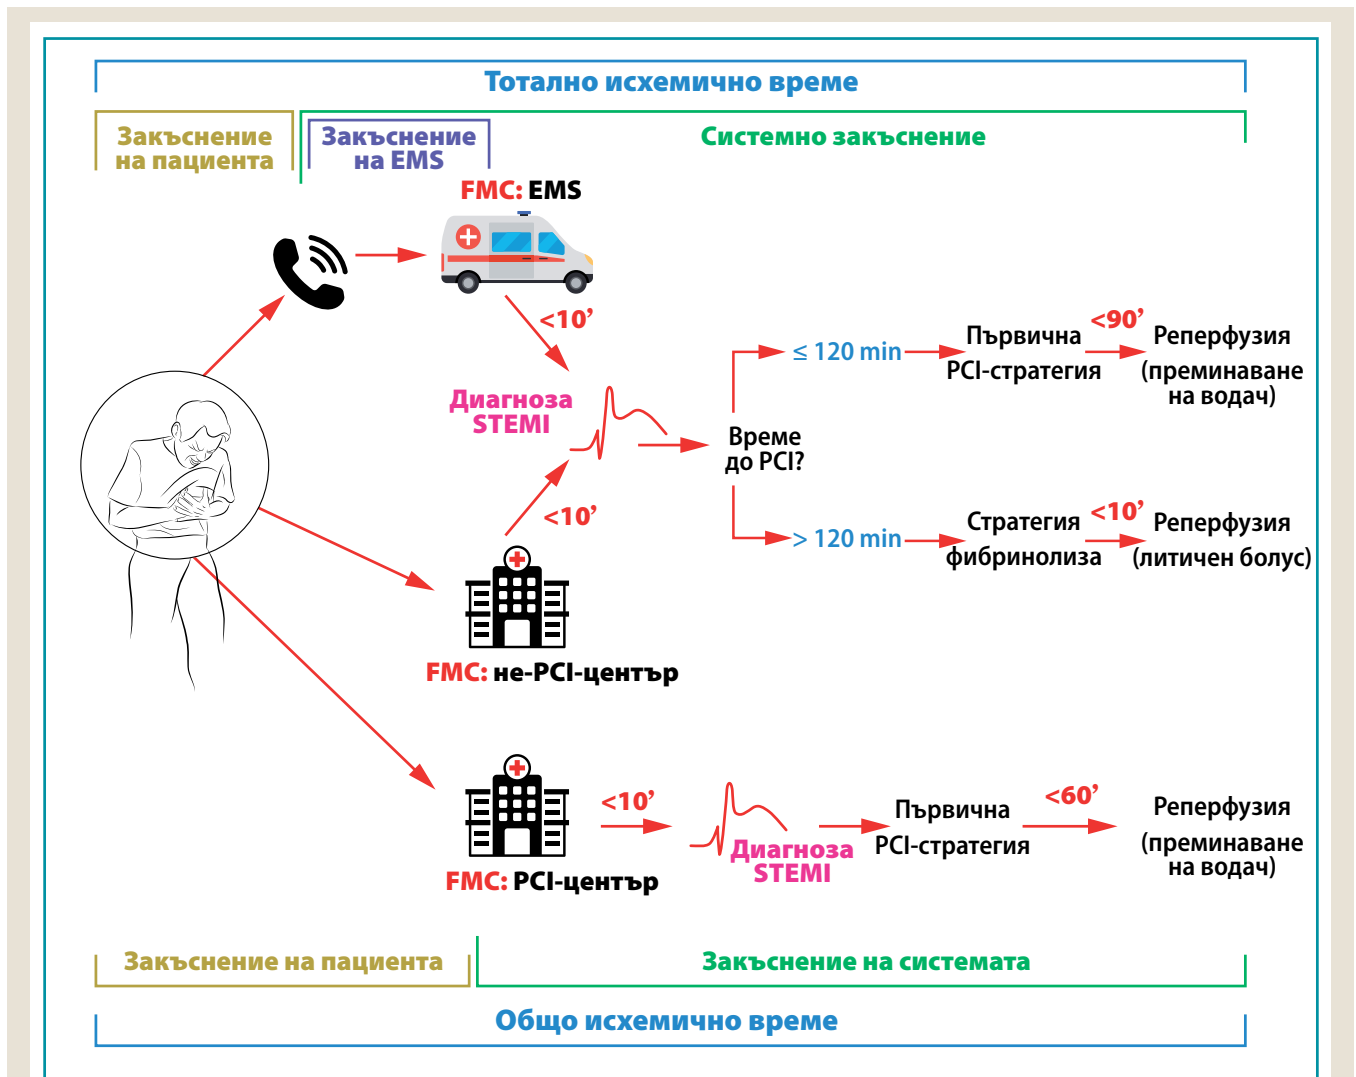 Тотално исхемично време
Закъснение
на пациента
Закъснение
на EMS
Системно закъснение
FMC: EMS
<10’
Диагноза
STEMI
<10’
Време
до PCI?
≤ 120 min
Първична
PCI-стратегия
<90’
Реперфузия
(преминаване
на водач)
> 120 min
Стратегия
фибринолиза
<10’
Реперфузия
(литичен болус)
FMC: не-PCI-център
FMC: PCI-център
<10’
Диагноза
STEMI
Първична
PCI-стратегия
<60’
Реперфузия
(преминаване
на водач)
Закъснение на пациента
Закъснение на системата
Общо исхемично време